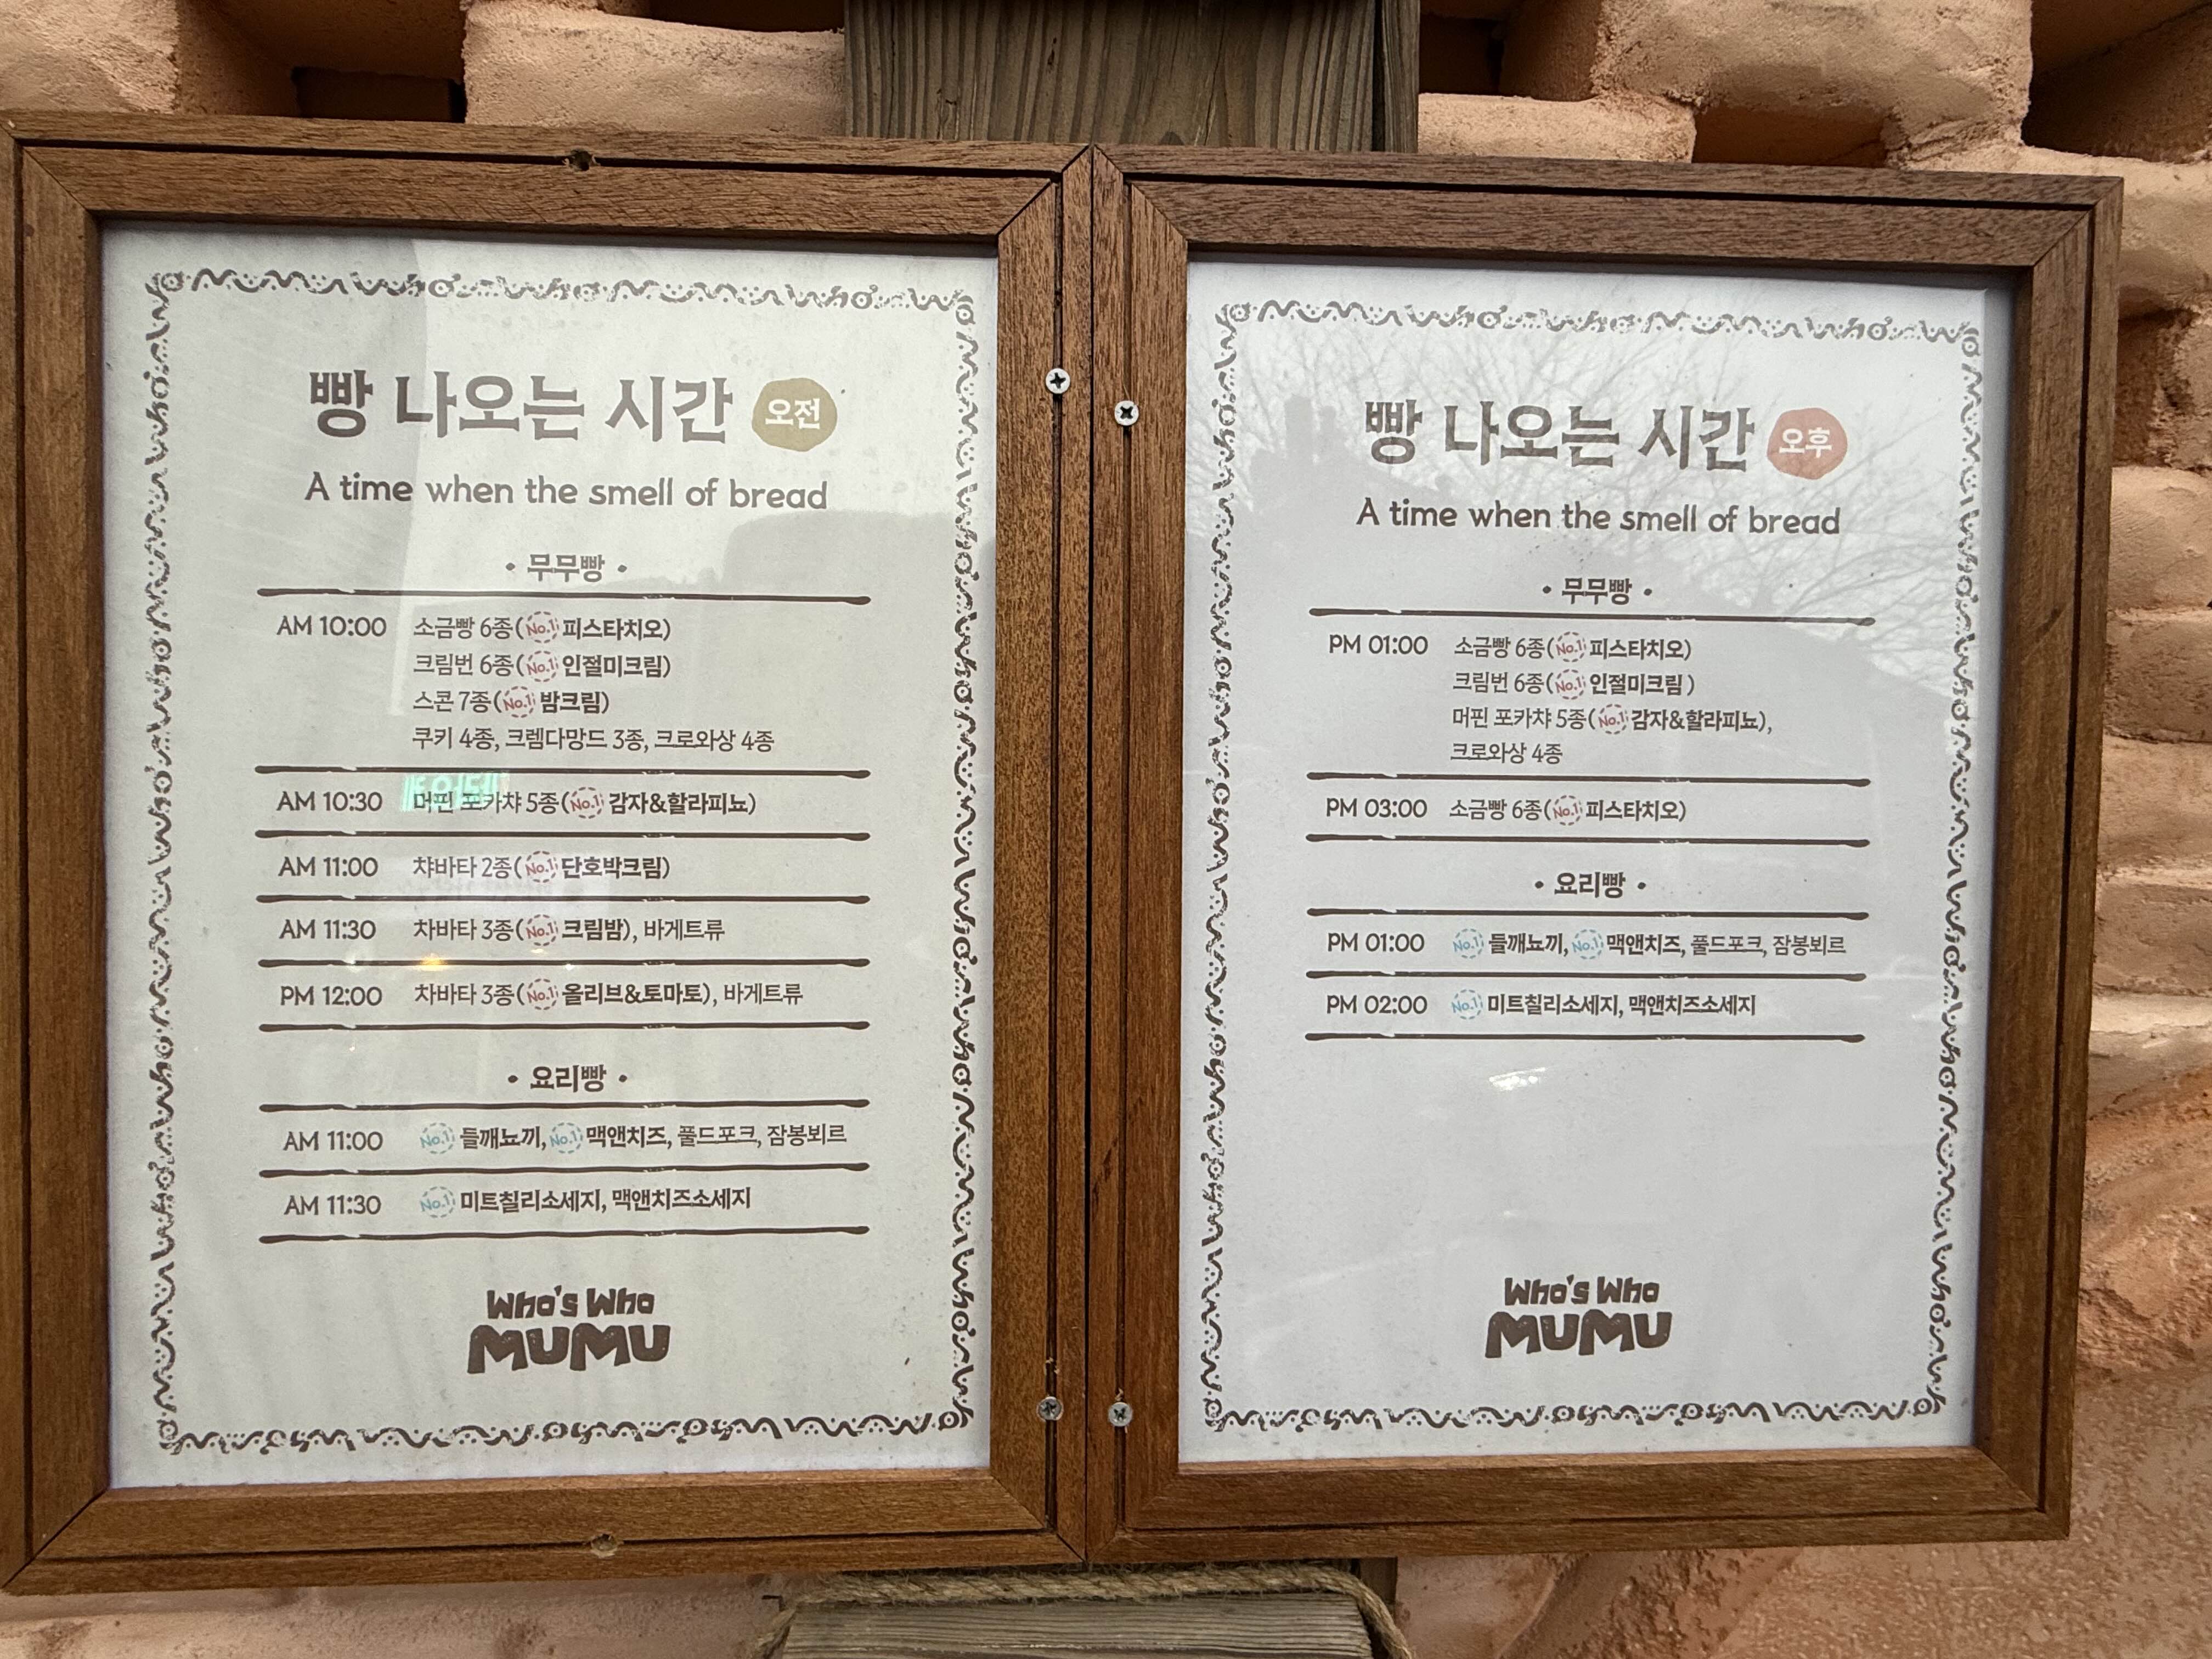 빵 나오는 시간 오전
A time when the smell of bread
• 무무빵 •
AM 10:00 소금빵 6종(No.1 피스타치오)
크림번 6종(No.1 인절미크림)
스콘 7종(No.1 밤크림)
쿠키 4종, 크렘다망드 3종, 크로와상 4종
AM 10:30 머핀 포카챠 5종(No.1 감자&할라피뇨)
AM 11:00 챠바타 2종(No.1 단호박크림)
AM 11:30 차바타 3종(No.1 크림밤), 바게트류
PM 12:00 차바타 3종(No.1 올리브&토마토), 바게트류
• 요리빵 •
AM 11:00 No.1 들깨뇨끼, No.1 맥앤치즈, 풀드포크, 잠봉뵈르
AM 11:30 No.1 미트칠리소세지, 맥앤치즈소세지
Who's Who
MUMU
빵 나오는 시간 오후
A time when the smell of bread
• 무무빵 •
PM 01:00 소금빵 6종(No.1 피스타치오)
크림번 6종(No.1 인절미크림 )
머핀 포카챠 5종(No.1 감자&할라피뇨),
크로와상 4종
PM 03:00 소금빵 6종(No.1 피스타치오)
• 요리빵 •
PM 01:00 No.1 들깨뇨끼, No.1 맥앤치즈, 풀드포크, 잠봉뵈르
PM 02:00 No.1 미트칠리소세지, 맥앤치즈소세지
Who's Who
MUMU